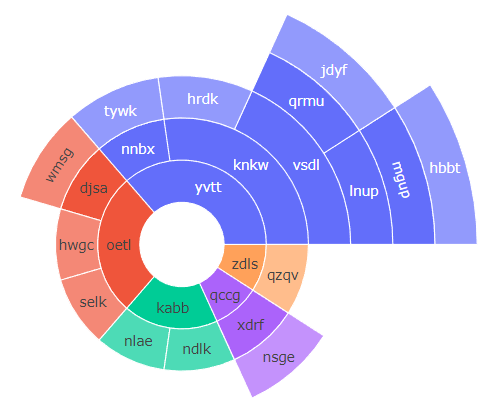 jdyf
tywk
hrdk
qrmu
nnbx
knkw
vsdl
hbbt
wmsg
djsa
yvtt
lnup
mgup
hwgc
oetl
zdls
qzqv
selk
kabb
qccg
nlae
ndlk
xdrf
nsge